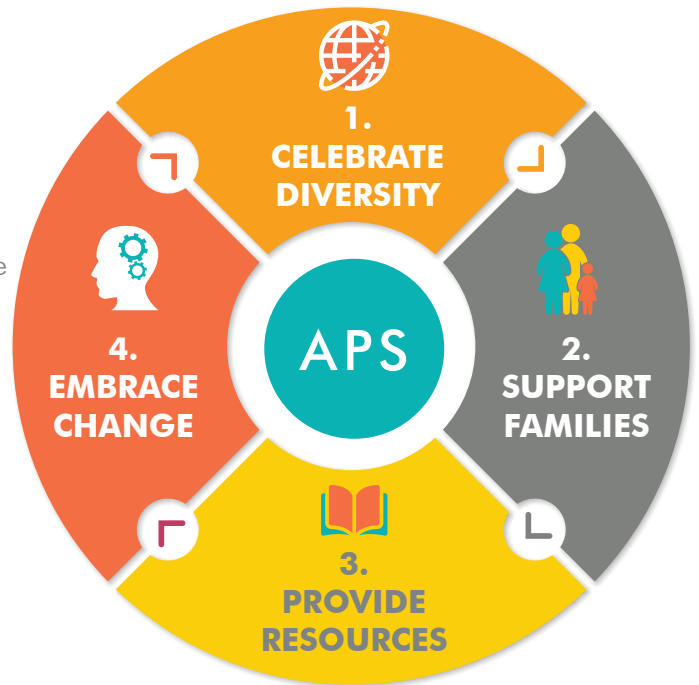 1.
CELEBRATE
DIVERSITY
2.
SUPPORT
FAMILIES
3.
PROVIDE
RESOURCES
4.
EMBRACE
CHANGE
APS
e